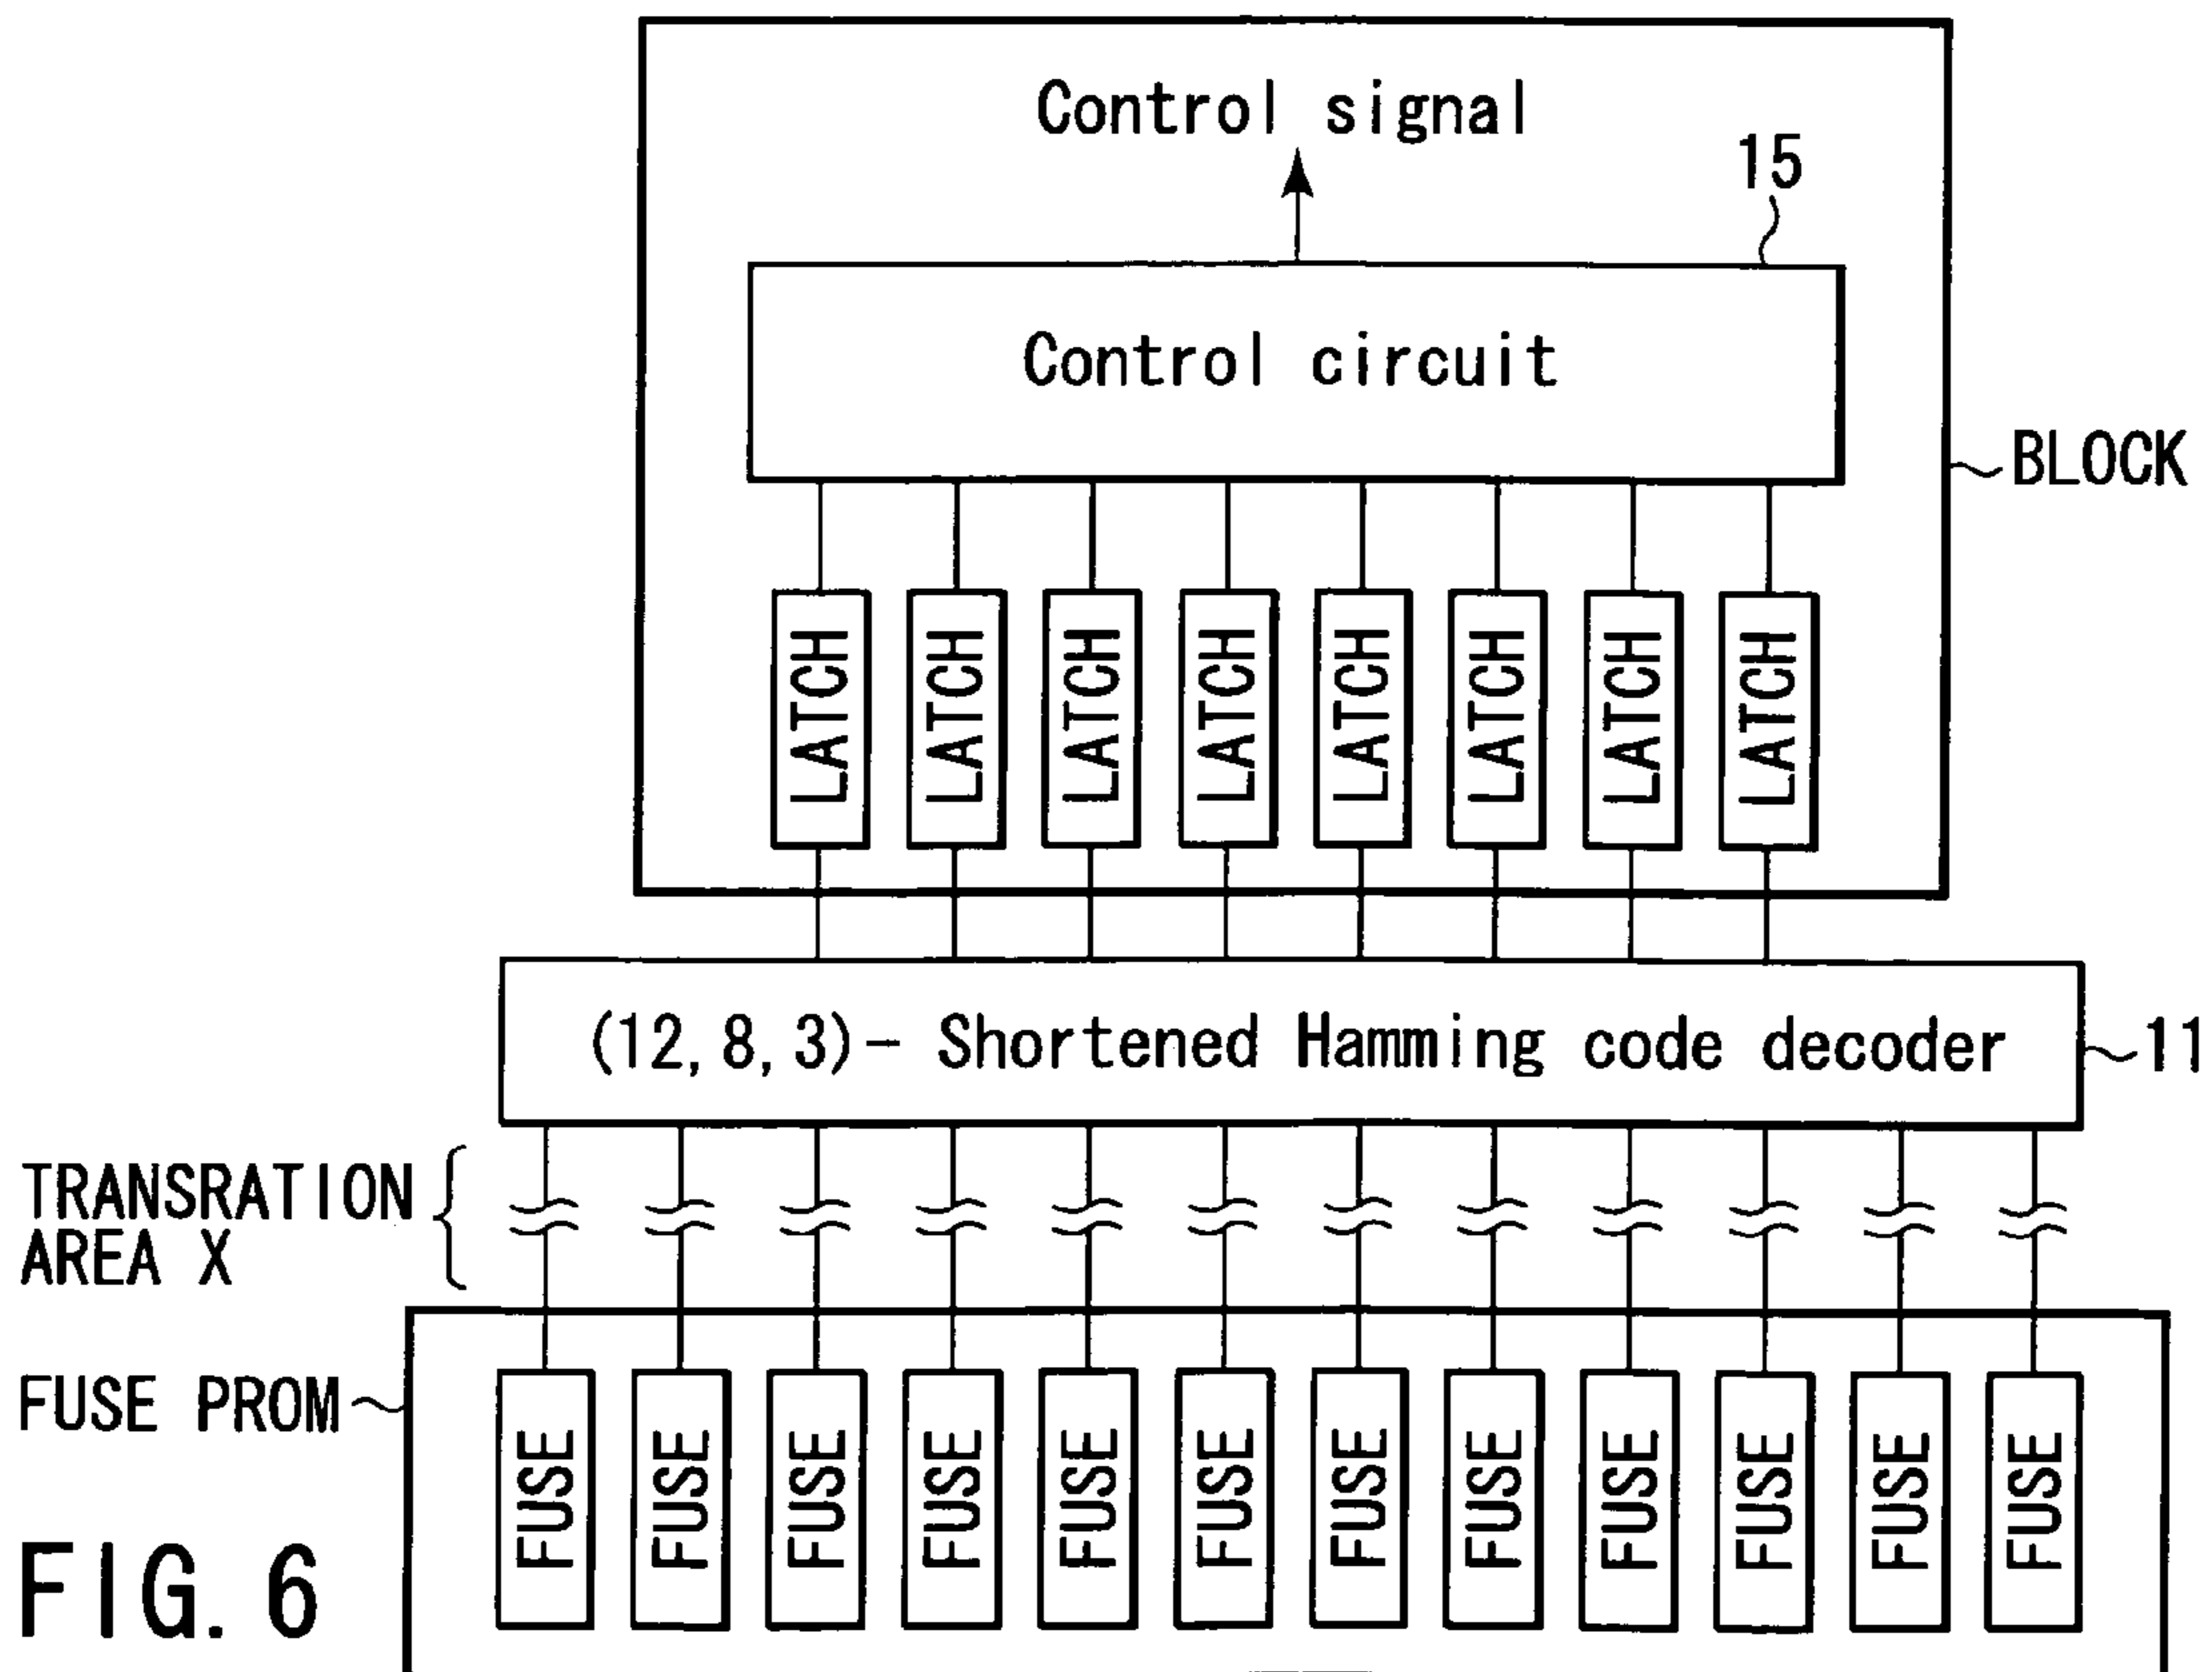 Control signal
15
Control circuit
BLOCK
LATCH LATCH LATCH LATCH LATCH LATCH LATCH LATCH
(12, 8, 3)- Shortened Hamming code decoder
11
TRANSRATION
AREA X
FUSE PROM
FUSE FUSE FUSE FUSE FUSE FUSE FUSE FUSE FUSE FUSE FUSE FUSE
FIG. 6